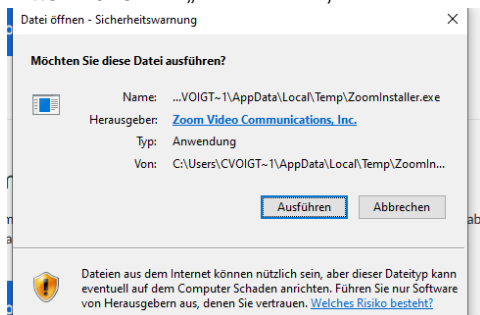 Datei öffnen - Sicherheitswarnung
Möchten Sie diese Datei ausführen?
Name: ...VOIGT~1\AppData\Local\Temp\ZoomInstaller.exe
Herausgeber: Zoom Video Communications, Inc.
Typ: Anwendung
Von: C:\Users\CVOIGT~1\AppData\Local\Temp\ZoomIn...
Ausführen Abbrechen
Dateien aus dem Internet können nützlich sein, aber dieser Dateityp kann
eventuell auf dem Computer Schaden anrichten. Führen Sie nur Software
von Herausgebern aus, denen Sie vertrauen. Welches Risiko besteht?